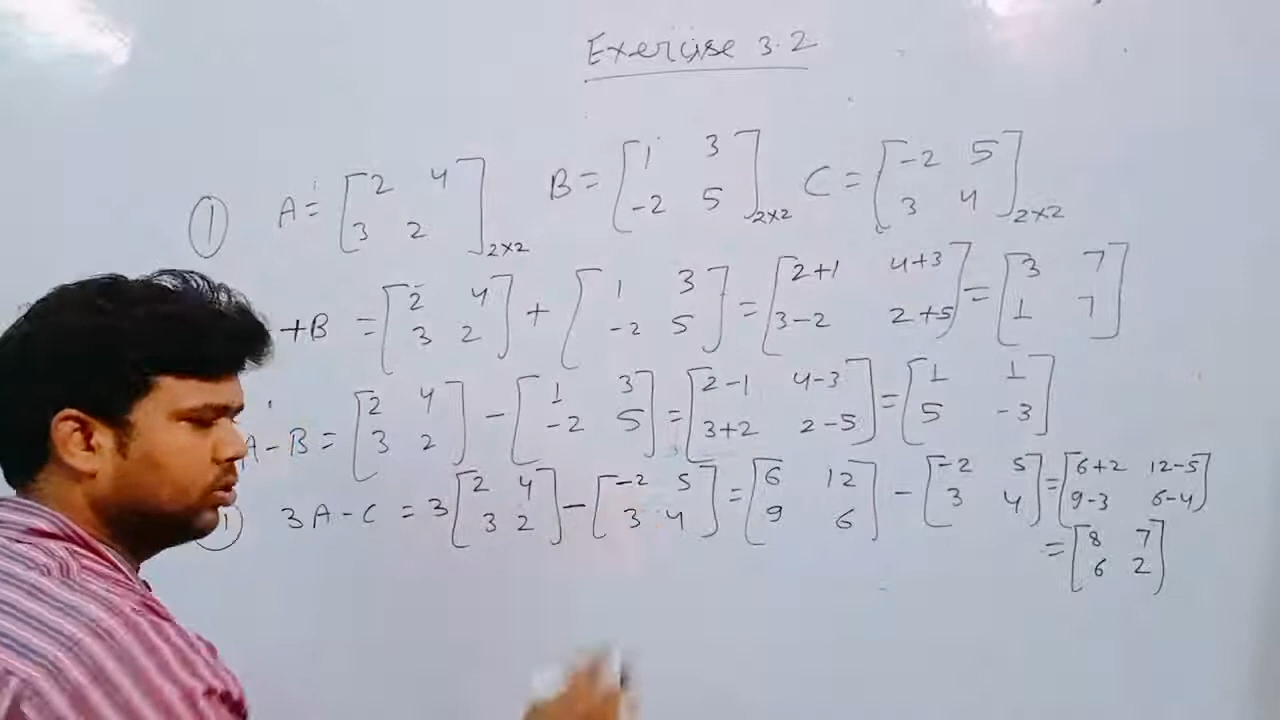 Exercise 3.2
① A = [2 4; 3 2]2×2 B = [1 3; -2 5]2×2 C = [-2 5; 3 4]2×2
+B = [2 4; 3 2] + [1 3; -2 5] = [2+1 4+3; 3-2 2+5] = [3 7; 1 7]
A-B = [2 4; 3 2] - [1 3; -2 5] = [2-1 4-3; 3+2 2-5] = [1 1; 5 -3]
3A-C = 3[2 4; 3 2] - [-2 5; 3 4] = [6 12; 9 6] - [-2 5; 3 4] = [6+2 12-5; 9-3 6-4]
= [8 7; 6 2]